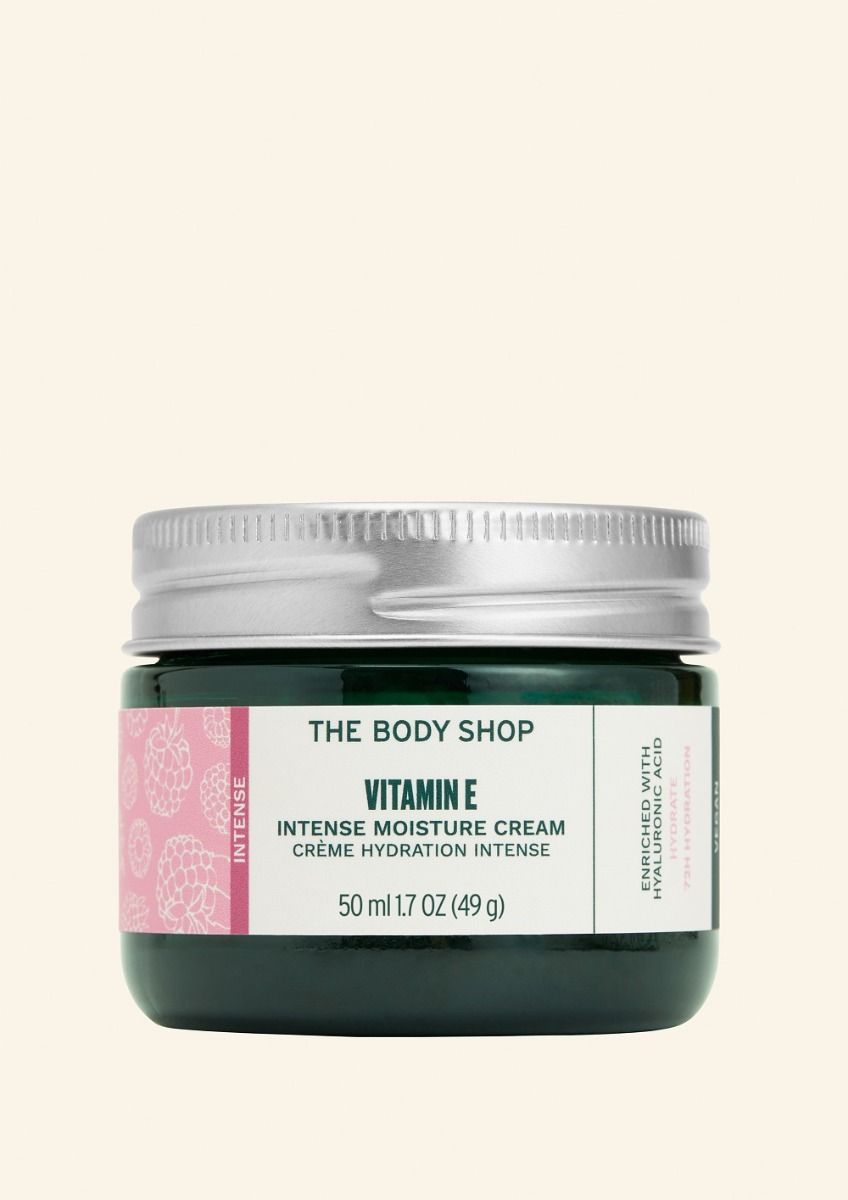 THE BODY SHOP
VITAMIN E
INTENSE MOISTURE CREAM
CRÈME HYDRATION INTENSE
50 ml 1.7 OZ (49 g)
INTENSE
ENRICHED WITH
HYALURONIC ACID
HYDRATE
72H HYDRATION
VEGAN